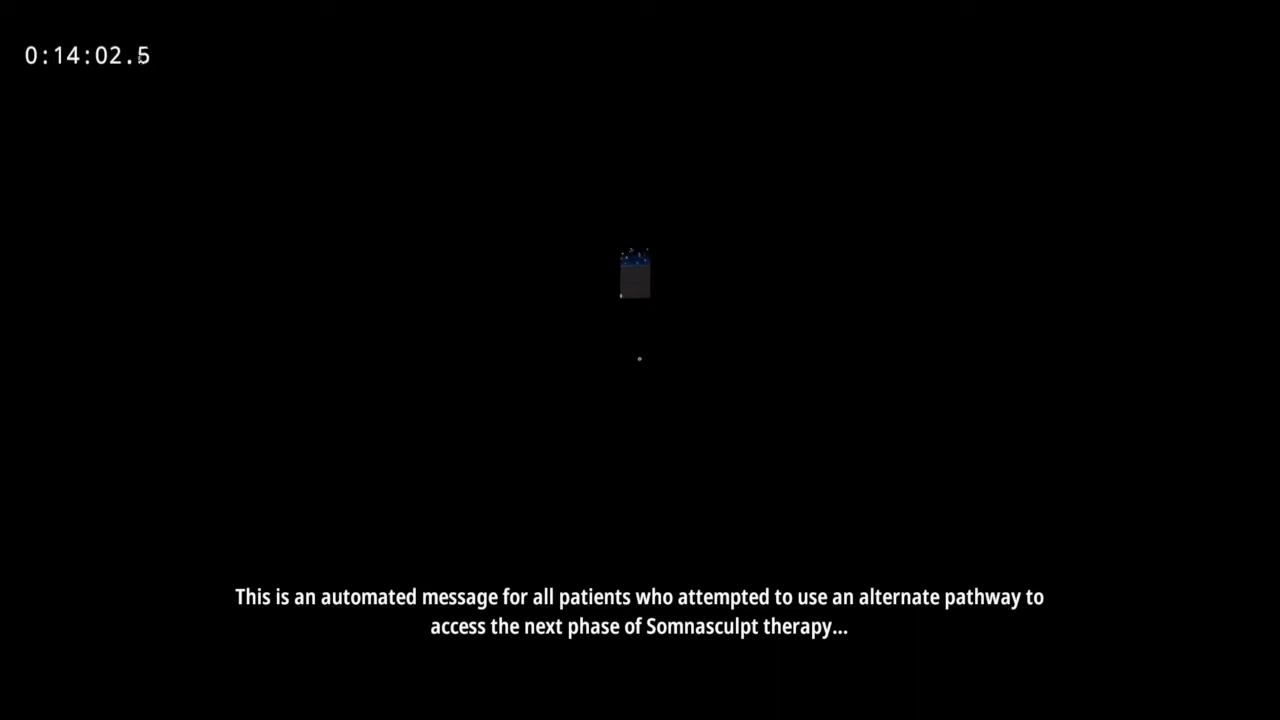 0:14:02.5
This is an automated message for all patients who attempted to use an alternate pathway to
access the next phase of Somnasculpt therapy...